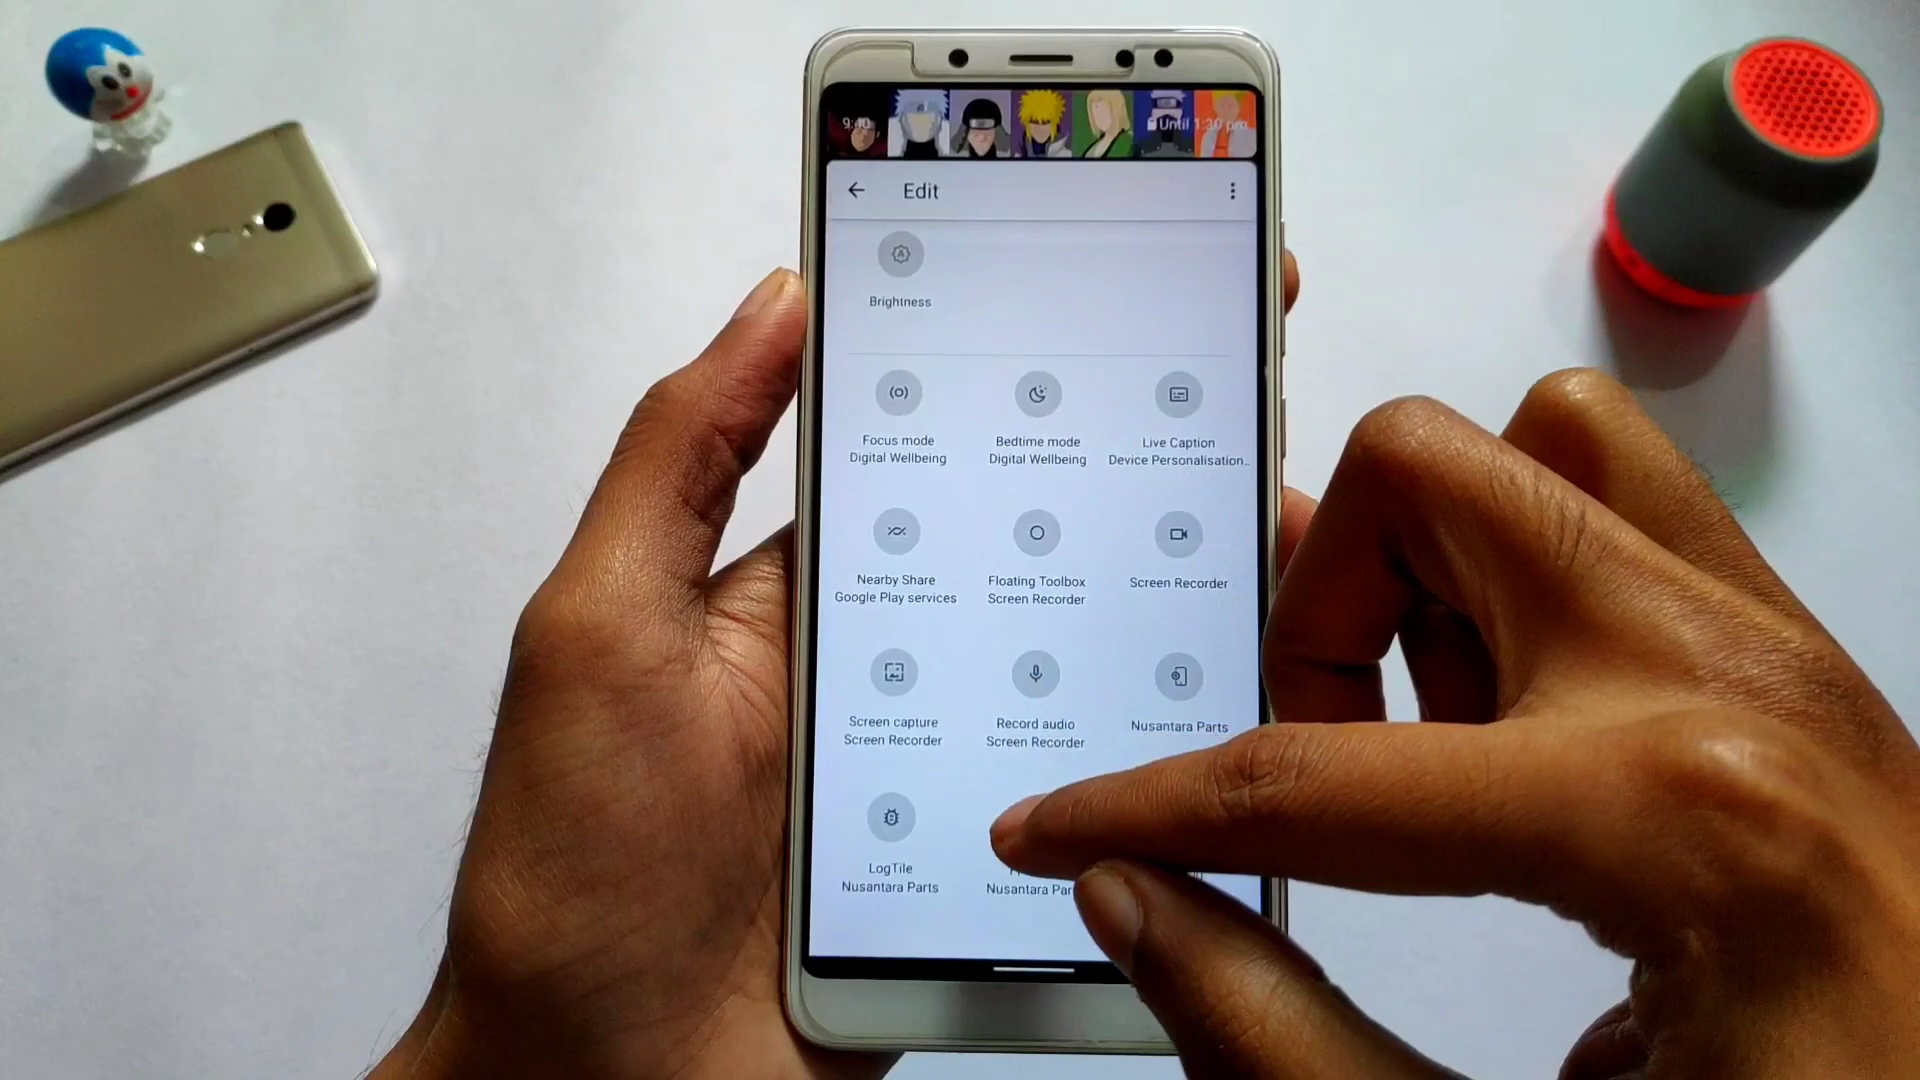 9:40
Until 1:30 pm
Edit
Brightness
Focus mode
Digital Wellbeing
Bedtime mode
Digital Wellbeing
Live Caption
Device Personalisation..
Nearby Share
Google Play services
Floating Toolbox
Screen Recorder
Screen Recorder
Screen capture
Screen Recorder
Record audio
Screen Recorder
Nusantara Parts
LogTile
Nusantara Parts
Nusantara Par